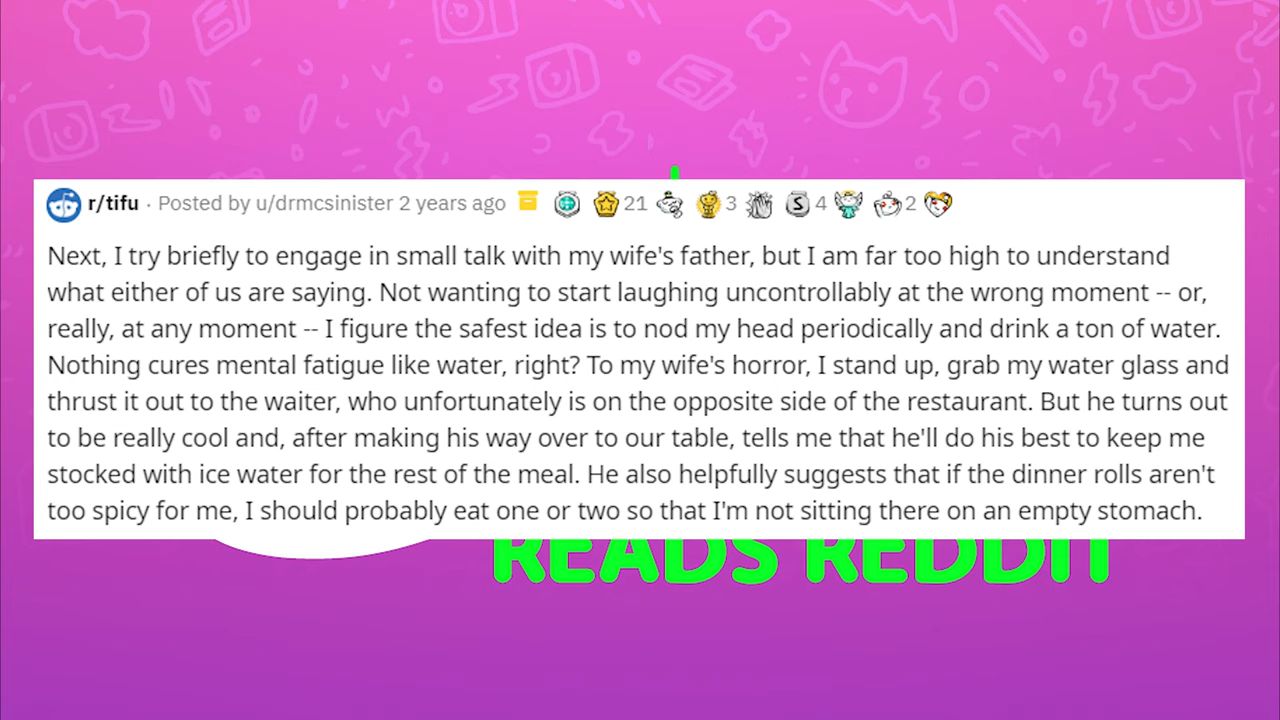 r/tifu · Posted by u/drmcsinister 2 years ago 21 3 S 4 2
Next, I try briefly to engage in small talk with my wife's father, but I am far too high to understand
what either of us are saying. Not wanting to start laughing uncontrollably at the wrong moment -- or,
really, at any moment -- I figure the safest idea is to nod my head periodically and drink a ton of water.
Nothing cures mental fatigue like water, right? To my wife's horror, I stand up, grab my water glass and
thrust it out to the waiter, who unfortunately is on the opposite side of the restaurant. But he turns out
to be really cool and, after making his way over to our table, tells me that he'll do his best to keep me
stocked with ice water for the rest of the meal. He also helpfully suggests that if the dinner rolls aren't
too spicy for me, I should probably eat one or two so that I'm not sitting there on an empty stomach.
READS REDDIT